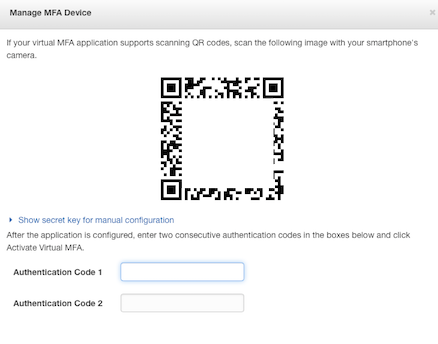 Manage MFA Device
If your virtual MFA application supports scanning QR codes, scan the following image with your smartphone's
camera.
Show secret key for manual configuration
After the application is configured, enter two consecutive authentication codes in the boxes below and click
Activate Virtual MFA.
Authentication Code 1
Authentication Code 2